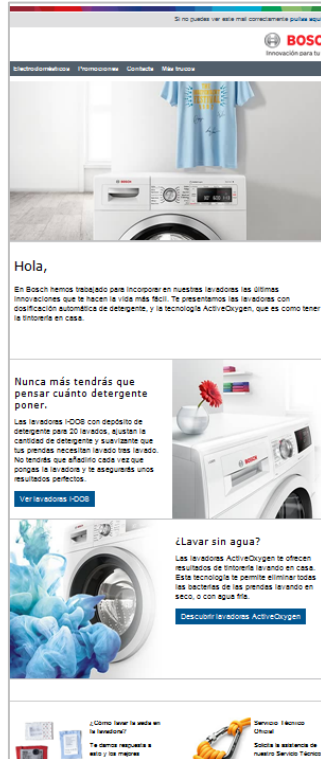 Si no puedes ver este mail correctamente pulsa aquí
BOSCH
Innovación para tu
Electrodomésticos Promociones Contacta Más trucos
Hola,
En Bosch hemos trabajado para incorporar en nuestras lavadoras las últimas
innovaciones que te hacen la vida más fácil. Te presentamos las lavadoras con
dosificación automática de detergente, y la tecnología ActiveOxygen, que es como tener
la tintorería en casa.
Nunca más tendrás que
pensar cuánto detergente
poner.
Las lavadoras i-DOS con depósito de
detergente para 20 lavados, ajustan la
cantidad de detergente y suavizante que
tus prendas necesitan lavado tras lavado.
No tendrás que añadirlo cada vez que
pongas la lavadora y te asegurarás unos
resultados perfectos.
Ver lavadoras i-DOS
¿Lavar sin agua?
Las lavadoras ActiveOxygen te ofrecen
resultados de tintorería lavando en casa.
Esta tecnología te permite eliminar todas
las bacterias de las prendas lavando en
seco, o con agua fría.
Descubrir lavadoras ActiveOxygen
¿Cómo lavar la seda en
la lavadora?
Te damos respuesta a
esto y los mejores
Servicio Técnico
Oficial
Solicita la asistencia de
nuestro Servicio Técnico